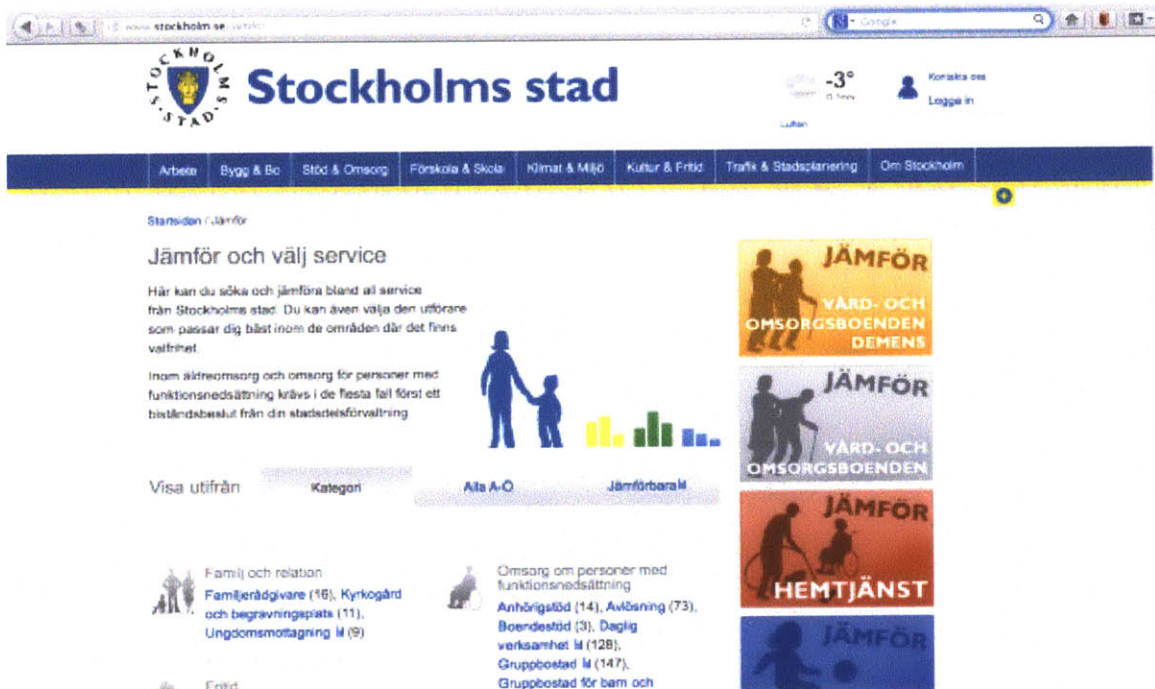 www.stockholm.se/jamfor
Google
STOCKHOLMS STAD
Stockholms stad
-3°
Kontakta oss
Logga in
Luften
Arbete Bygg & Bo Stöd & Omsorg Förskola & Skola Klimat & Miljö Kultur & Fritid Trafik & Stadsplanering Om Stockholm
Startsidan / Jämför
Jämför och välj service
Här kan du söka och jämföra bland all service
från Stockholms stad. Du kan även välja den utförare
som passar dig bäst inom de områden där det finns
valfrihet.
Inom äldreomsorg och omsorg för personer med
funktionsnedsättning krävs i de flesta fall först ett
biståndsbeslut från din stadsdelsförvaltning
JÄMFÖR
VÅRD- OCH
OMSORGSBOENDEN
DEMENS
JÄMFÖR
VÅRD- OCH
OMSORGSBOENDEN
JÄMFÖR
HEMTJÄNST
JÄMFÖR
Visa utifrån Kategori Alla A-Ö Jämförbara
Familj och relation
Familjerådgivare (16), Kyrkogård
och begravningsplats (11),
Ungdomsmottagning (9)
Fritid
Omsorg om personer med
funktionsnedsättning
Anhörigstöd (14), Avlösning (73),
Boendestöd (3), Daglig
verksamhet (128),
Gruppbostad (147),
Gruppbostad för barn och